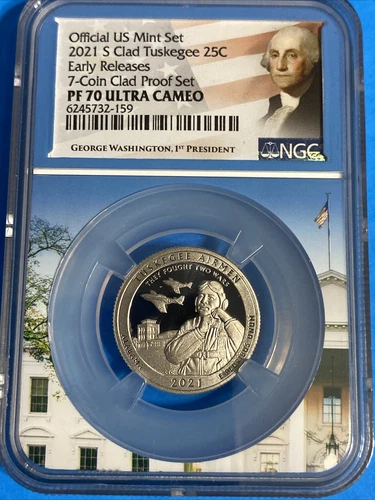 Official US Mint Set
2021 S Clad Tuskegee 25C
Early Releases
7-Coin Clad Proof Set
PF 70 ULTRA CAMEO
6245732-159
GEORGE WASHINGTON, 1ST PRESIDENT
NGC
TUSKEGEE AIRMEN
THEY FOUGHT TWO WARS
ALABAMA
2021